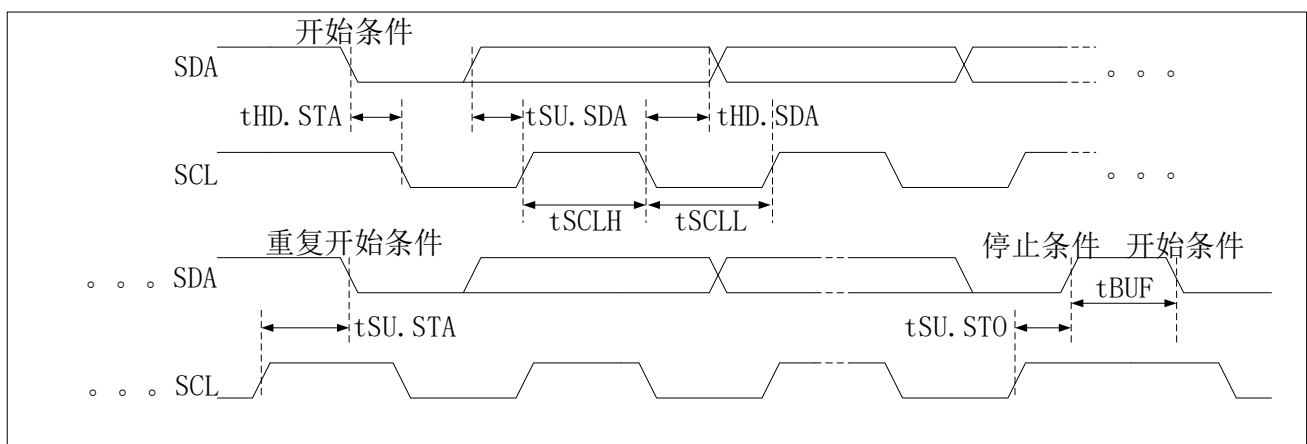 开始条件
SDA 。。。
tHD.STA tSU.SDA tHD.SDA
SCL 。。。
tSCLH tSCLL
重复开始条件 停止条件 开始条件
。。。SDA tBUF
tSU.STA tSU.STO
。。。SCL